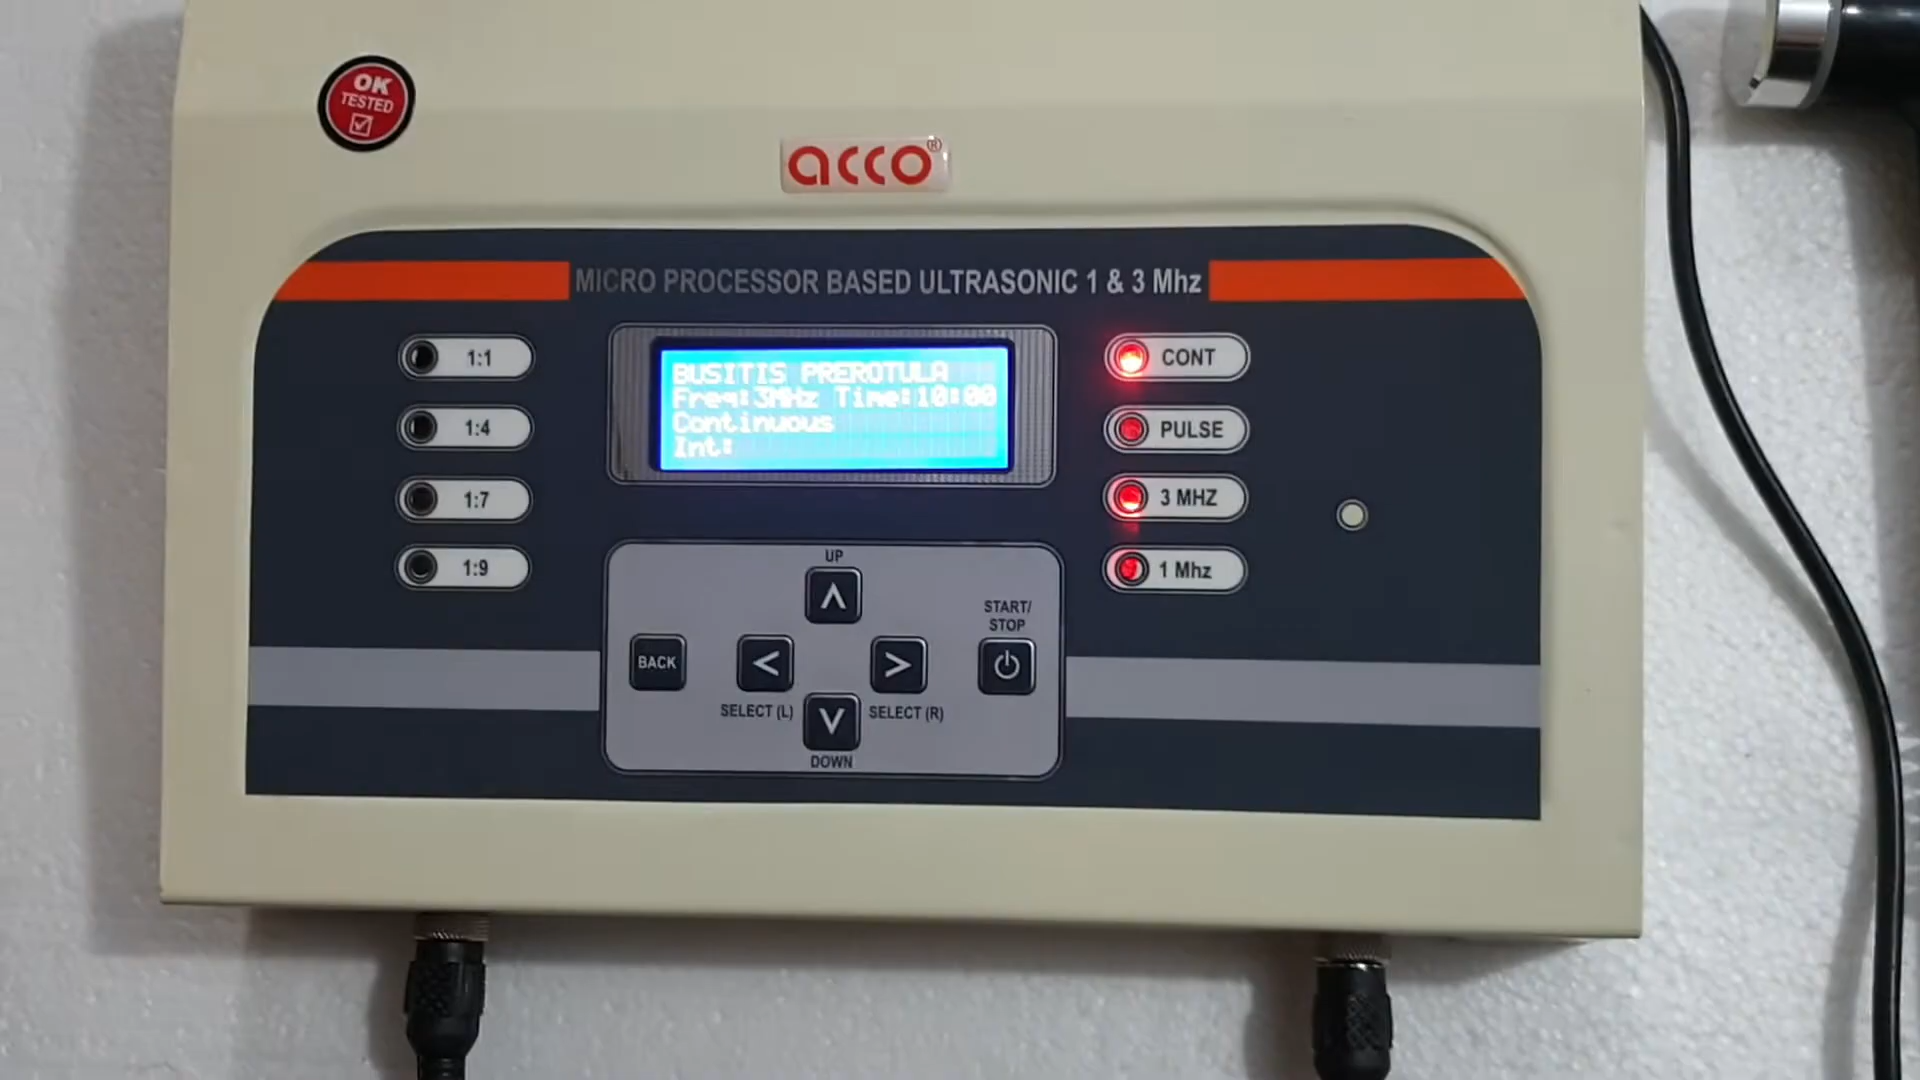 OK
TESTED
acco®
MICRO PROCESSOR BASED ULTRASONIC 1 & 3 Mhz
1:1
1:4
1:7
1:9
BUSITIS PREROTULA
Freq:3MHz Time:10:00
Continuous
Int:
CONT
PULSE
3 MHZ
1 Mhz
UP
BACK
<
>
START/
STOP
SELECT (L)
SELECT (R)
DOWN